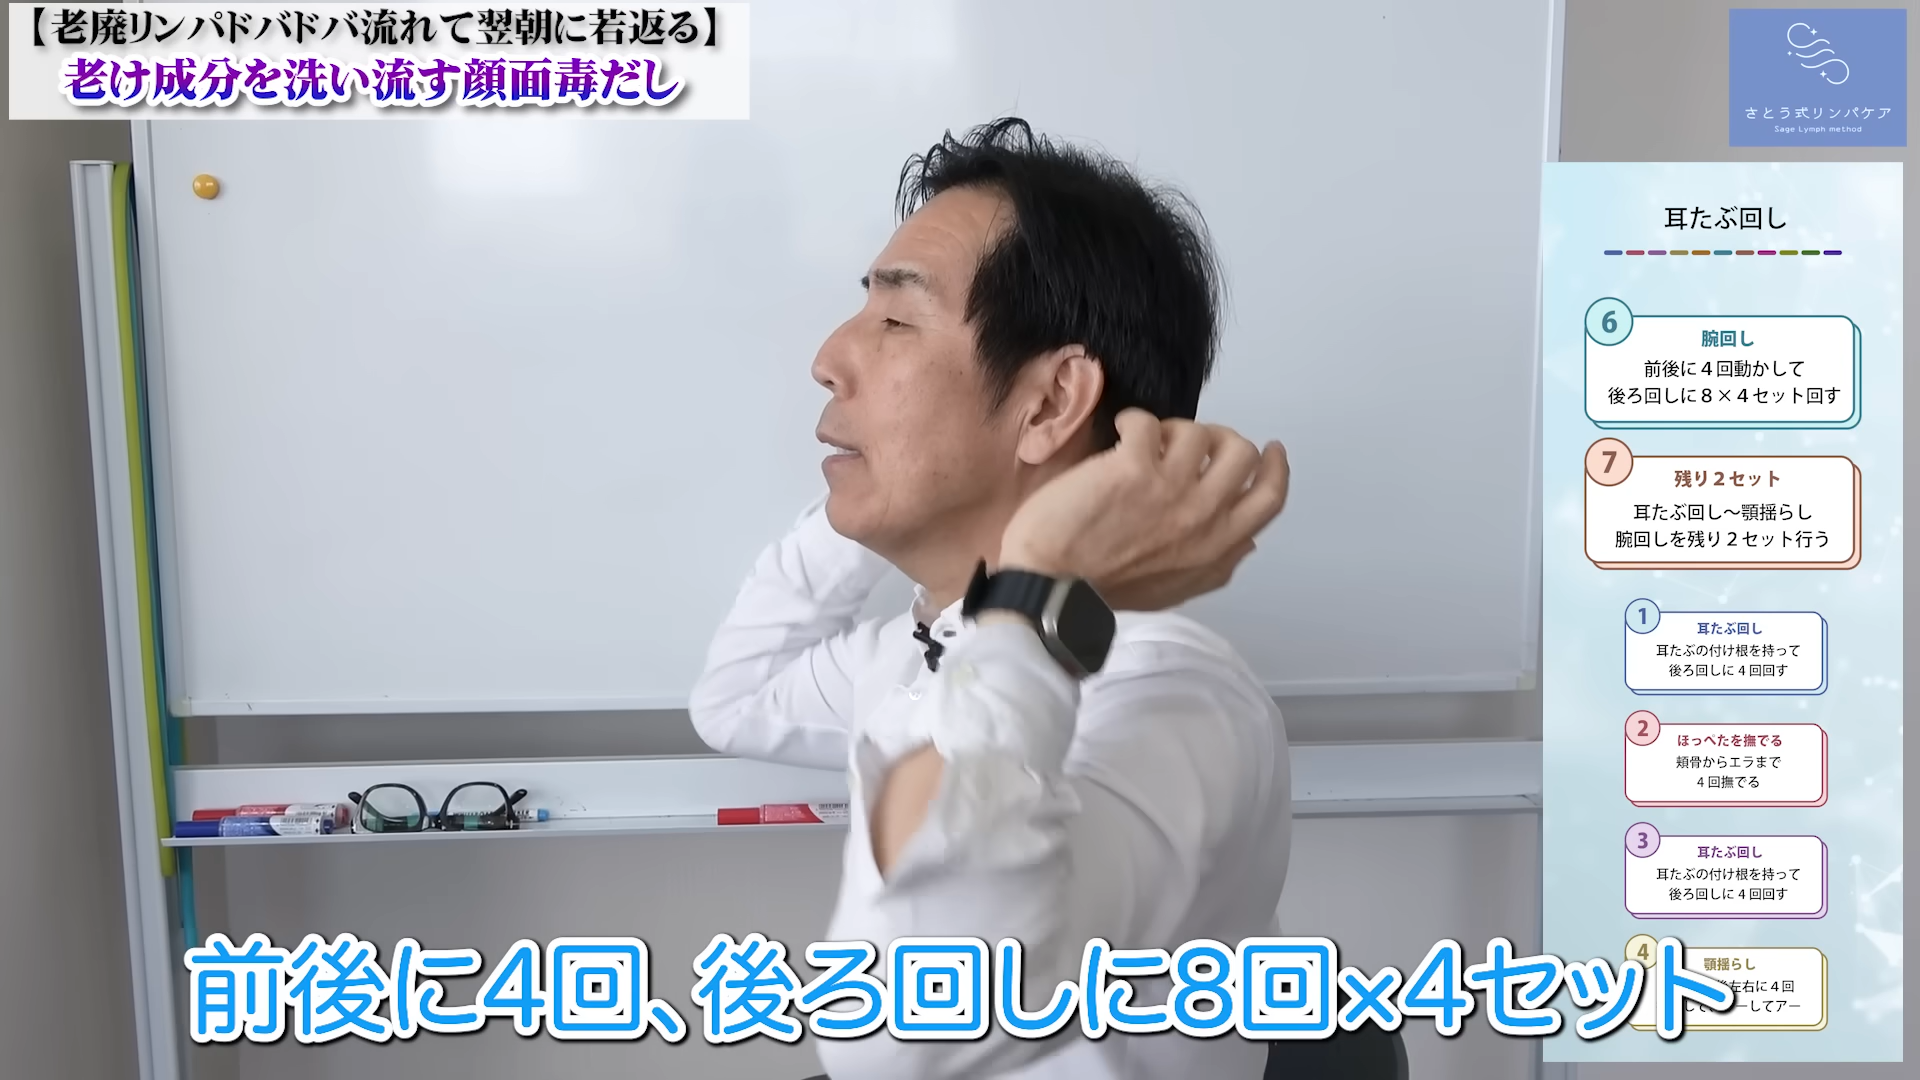 【老廃リンパドバドバ流れて翌朝に若返る】
老け成分を洗い流す顔面毒だし
さとう式リンパケア
Sage Lymph method
耳たぶ回し
6
腕回し
前後に4回動かして
後ろ回しに8×4セット回す
7
残り2セット
耳たぶ回し〜顎揺らし
腕回しを残り2セット行う
1
耳たぶ回し
耳たぶの付け根を持って
後ろ回しに4回回す
2
ほっぺたを撫でる
頬骨からエラまで
4回撫でる
3
耳たぶ回し
耳たぶの付け根を持って
後ろ回しに4回回す
4
顎揺らし
左右に4回
ーしてアー
前後に4回、後ろ回しに8回×4セット